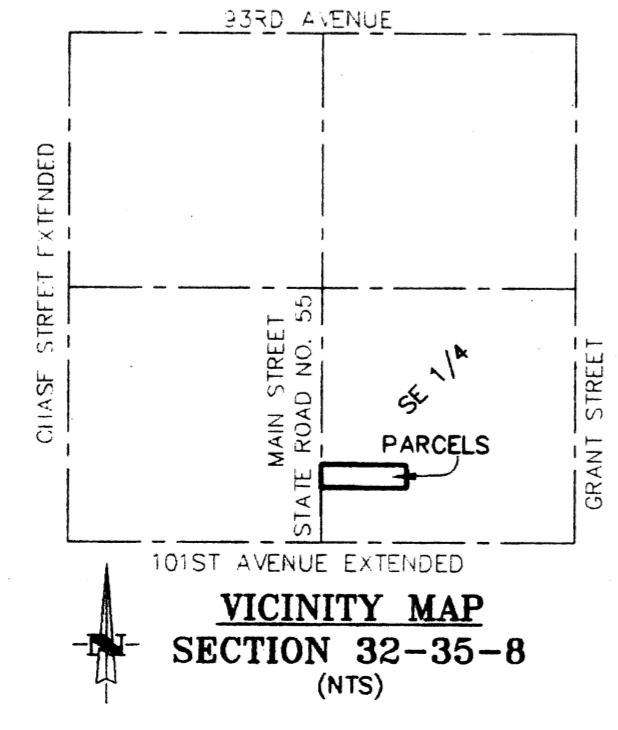 93RD AVENUE
CHASE STREET EXTENDED
MAIN STREET
STATE ROAD NO. 55
SE 1/4
PARCELS
GRANT STREET
101ST AVENUE EXTENDED
N
VICINITY MAP
SECTION 32-35-8
(NTS)